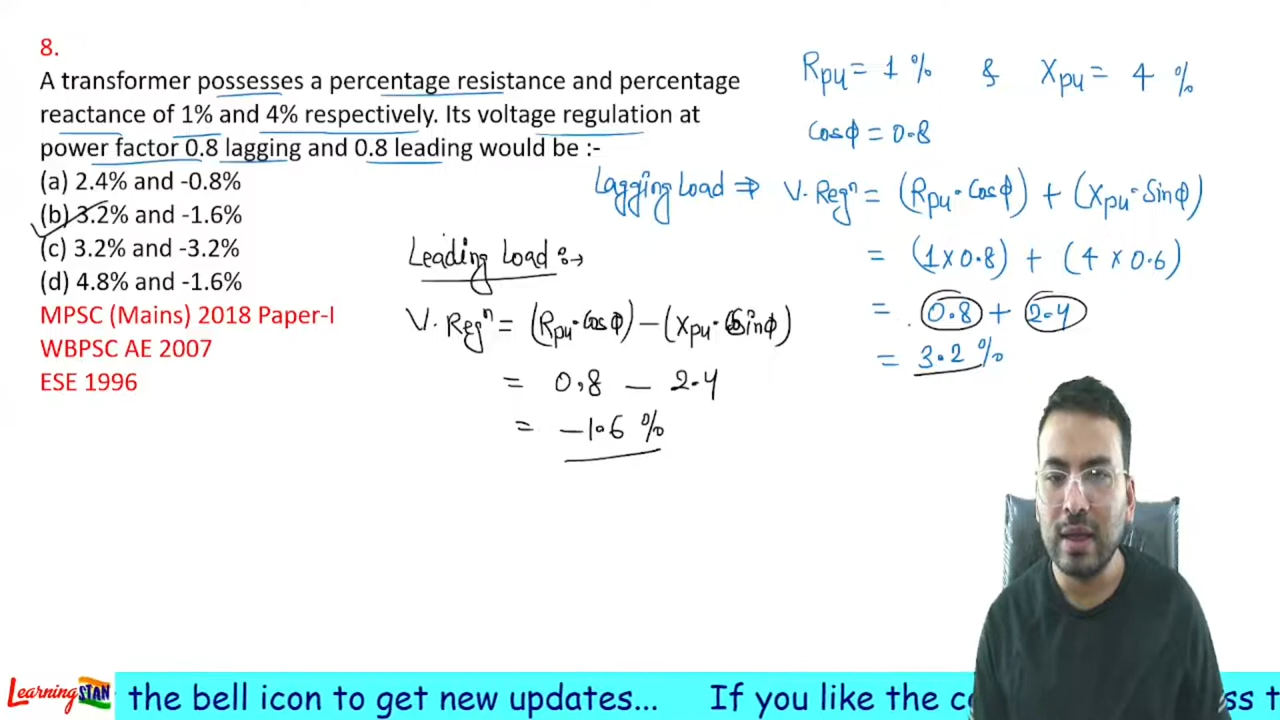 8.
A transformer possesses a percentage resistance and percentage
reactance of 1% and 4% respectively. Its voltage regulation at
power factor 0.8 lagging and 0.8 leading would be :-
(a) 2.4% and -0.8%
(b) 3.2% and -1.6%
(c) 3.2% and -3.2%
(d) 4.8% and -1.6%
MPSC (Mains) 2018 Paper-I
WBPSC AE 2007
ESE 1996
Rpu = 1 % & Xpu = 4 %
cosϕ = 0.8
Lagging Load ⇒ V. Regⁿ = (Rpu · Cosϕ) + (Xpu · Sinϕ)
= (1 × 0.8) + (4 × 0.6)
= 0.8 + 2.4
= 3.2 %
Leading Load :→
V. Regⁿ = (Rpu · Cosϕ) − (Xpu · Sinϕ)
= 0.8 − 2.4
= −1.6 %
LearningSTAN
the bell icon to get new updates... If you like the co ss t